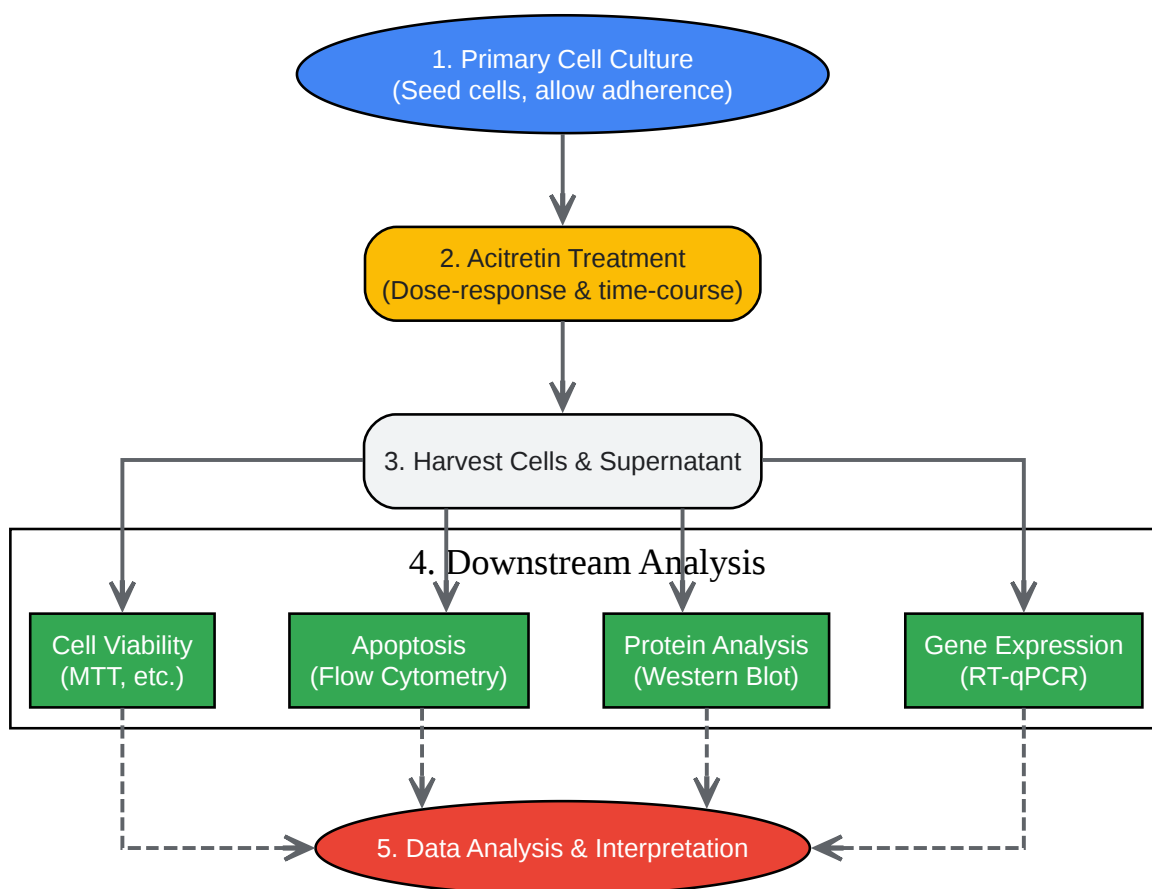 1. Primary Cell Culture
(Seed cells, allow adherence)
2. Acitretin Treatment
(Dose-response & time-course)
3. Harvest Cells & Supernatant
4. Downstream Analysis
Cell Viability
(MTT, etc.)
Apoptosis
(Flow Cytometry)
Protein Analysis
(Western Blot)
Gene Expression
(RT-qPCR)
5. Data Analysis & Interpretation